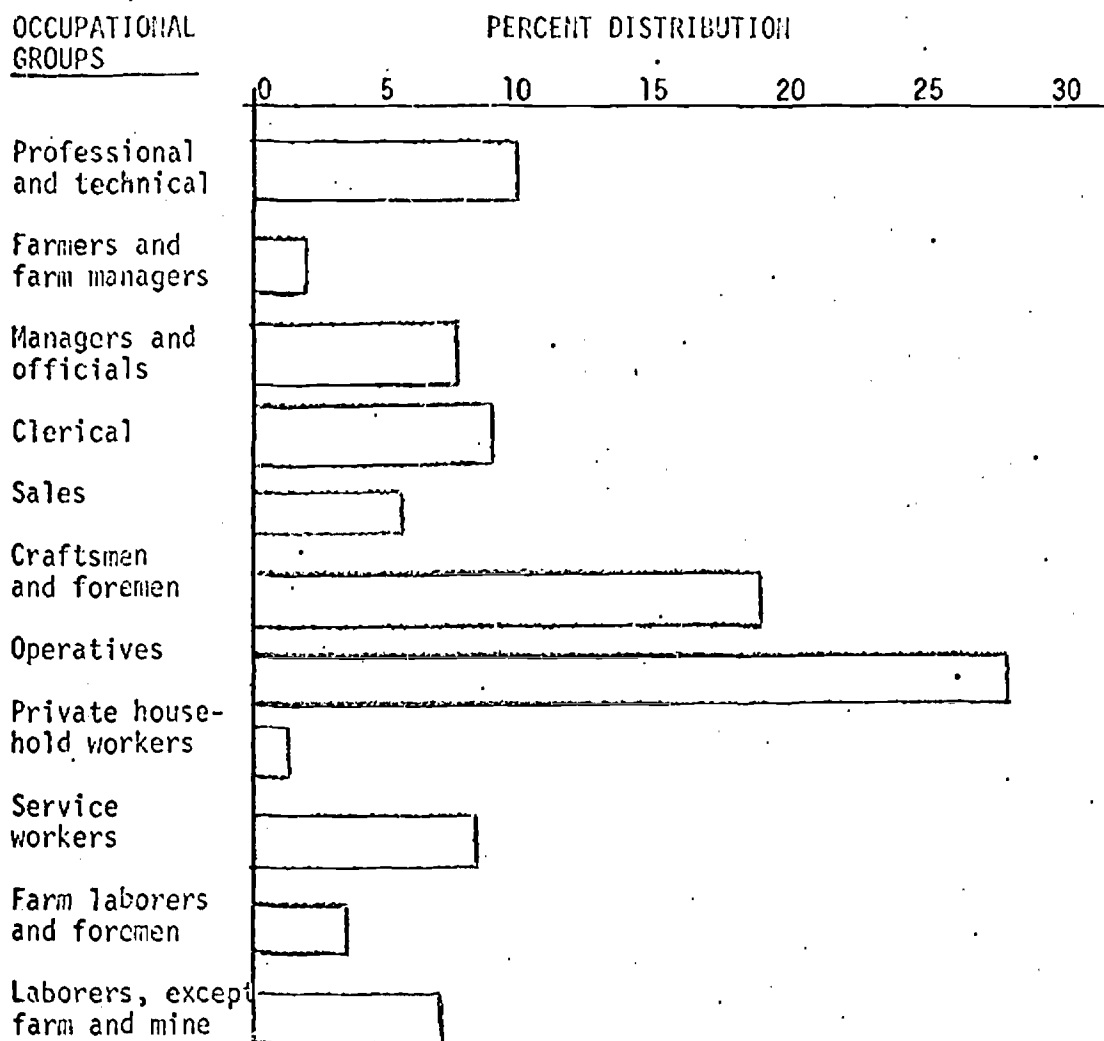 OCCUPATIONAL
GROUPS
PERCENT DISTRIBUTION
0 5 10 15 20 25 30
Professional
and technical
Farmers and
farm managers
Managers and
officials
Clerical
Sales
Craftsmen
and foremen
Operatives
Private house-
hold workers
Service
workers
Farm laborers
and foremen
Laborers, except
farm and mine